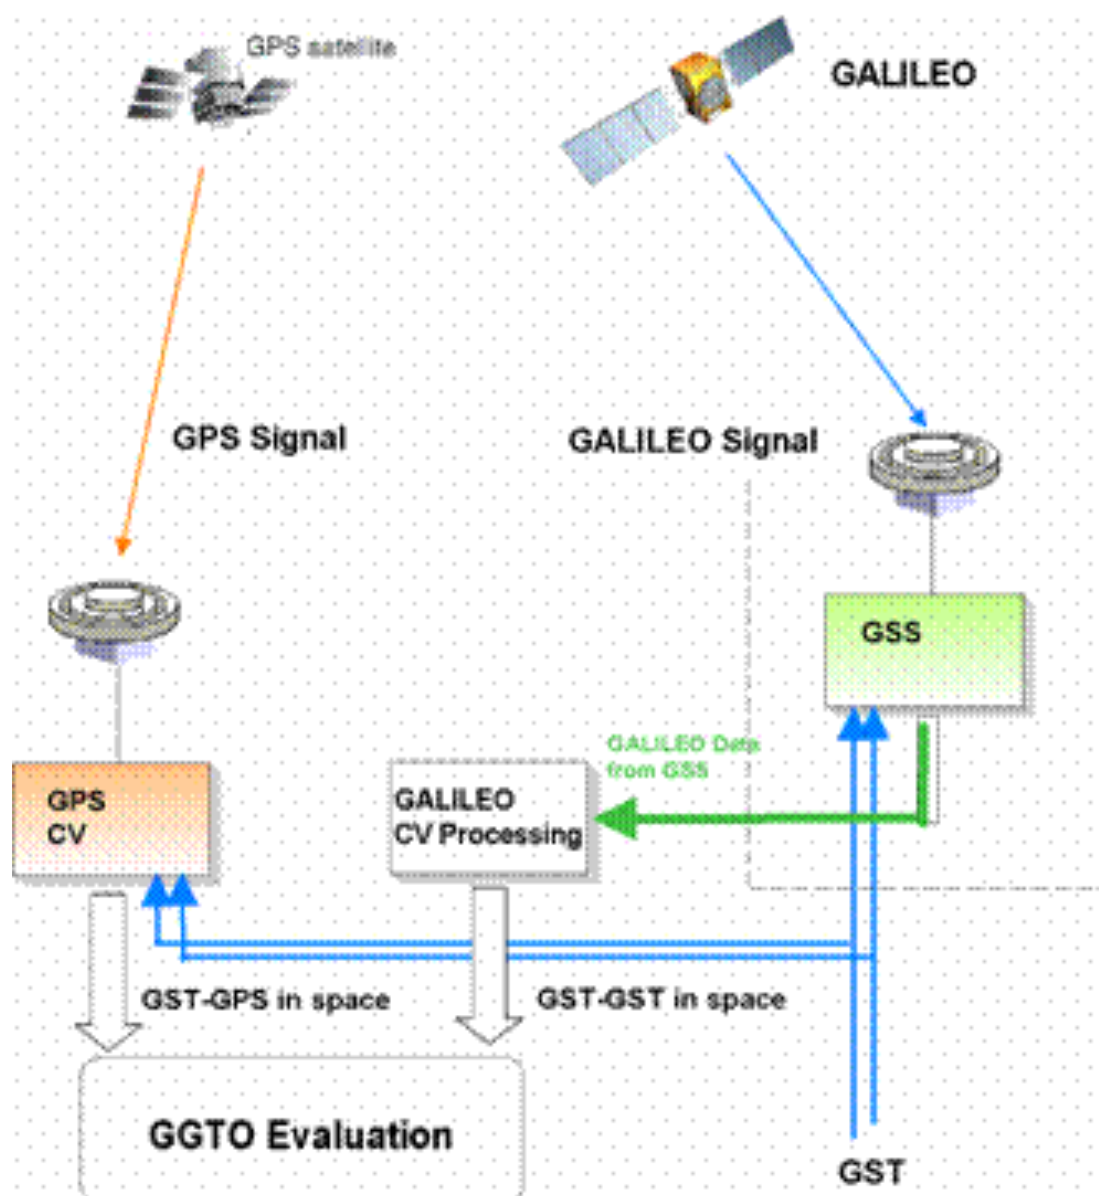 GPS satellite
GALILEO
GPS Signal
GALILEO Signal
GSS
GALILEO Data
from GSS
GPS
CV
GALILEO
CV Processing
GST-GPS in space
GST-GST in space
GGTO Evaluation
GST